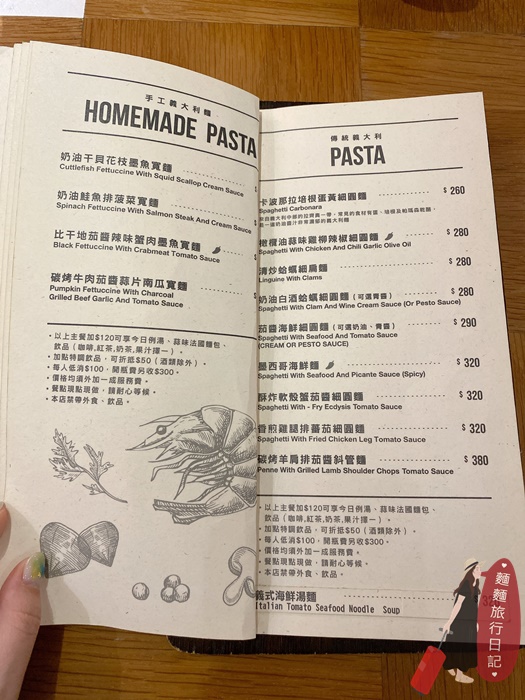 手工義大利麵
HOMEMADE PASTA
奶油干貝花枝墨魚寬麵
Cuttlefish Fettuccine With Squid Scallop Cream Sauce
奶油鮭魚排菠菜寬麵
Spinach Fettuccine With Salmon Steak And Cream Sauce
比干地茄醬辣味蟹肉墨魚寬麵
Black Fettuccine With Crabmeat Tomato Sauce
碳烤牛肉茄醬蒜片南瓜寬麵
Pumpkin Fettuccine With Charcoal
Grilled Beef Garlic And Tomato Sauce
・以上主餐加$120可享今日例湯、蒜味法國麵包、
飲品(咖啡,紅茶,奶茶,果汁擇一)。
・加點特調飲品,可折抵$50(酒類除外)。
・每人低消$100,開瓶費另收$300。
・價格均須外加一成服務費。
・餐點現點現做,請耐心等候。
・本店禁帶外食、飲品。
傳統義大利
PASTA
卡波那拉培根蛋黃細圓麵 $ 260
Spaghetti Carbonara
橄欖油蒜味雞柳辣椒細圓麵 $ 280
Spaghetti With Chicken And Chili Garlic Olive Oil
清炒蛤蠣細扁麵 $ 280
Linguine With Clams
奶油白酒蛤蠣細圓麵(可選青醬) $ 280
Spaghetti With Clam And Wine Cream Sauce (Or Pesto Sauce)
茄醬海鮮細圓麵(可選奶油、青醬) $ 290
Spaghetti With Seafood And Tomato Sauce
(CREAM OR PESTO SAUCE)
墨西哥海鮮麵 $ 320
Spaghetti With Seafood And Picante Sauce (Spicy)
酥炸軟殼蟹茄醬細圓麵 $ 320
Spaghetti With - Fry Ecdysis Tomato Sauce
香煎雞腿排蕃茄細圓麵 $ 320
Spaghetti With Fried Chicken Leg Tomato Sauce
碳烤羊肩排茄醬斜管麵 $ 380
Penne With Grilled Lamb Shoulder Chops Tomato Sauce
・以上主餐加$120可享今日例湯、蒜味法國麵包、
飲品(咖啡,紅茶,奶茶,果汁擇一)。
・加點特調飲品,可折抵$50(酒類除外)。
・每人低消$100,開瓶費另收$300。
・價格均須外加一成服務費。
・餐點現點現做,請耐心等候。
・本店禁帶外食、飲品。
義式海鮮湯麵
Italian Tomato Seafood Noodle Soup
麵麵旅行日記